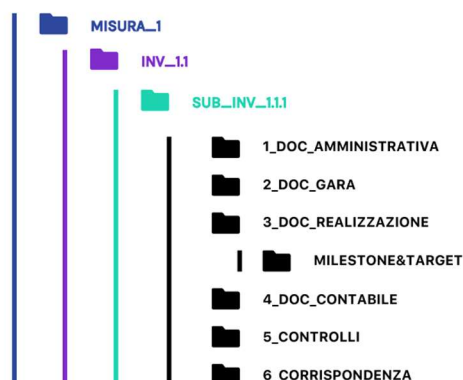 MISURA_1
INV_1.1
SUB_INV_1.1.1
1_DOC_AMMINISTRATIVA
2_DOC_GARA
3_DOC_REALIZZAZIONE
MILESTONE&TARGET
4_DOC_CONTABILE
5_CONTROLLI
6_CORRISPONDENZA